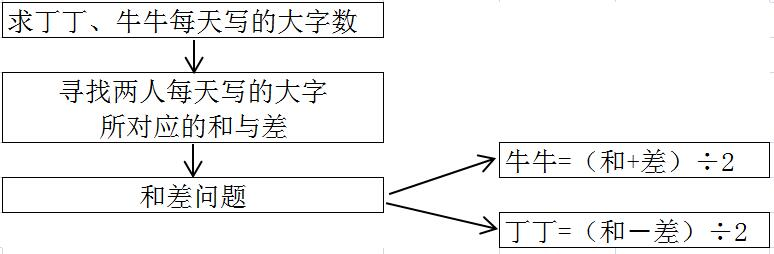 求丁丁、牛牛每天写的大字数
寻找两人每天写的大字
所对应的和与差
和差问题
牛牛=（和+差）÷2
丁丁=（和－差）÷2